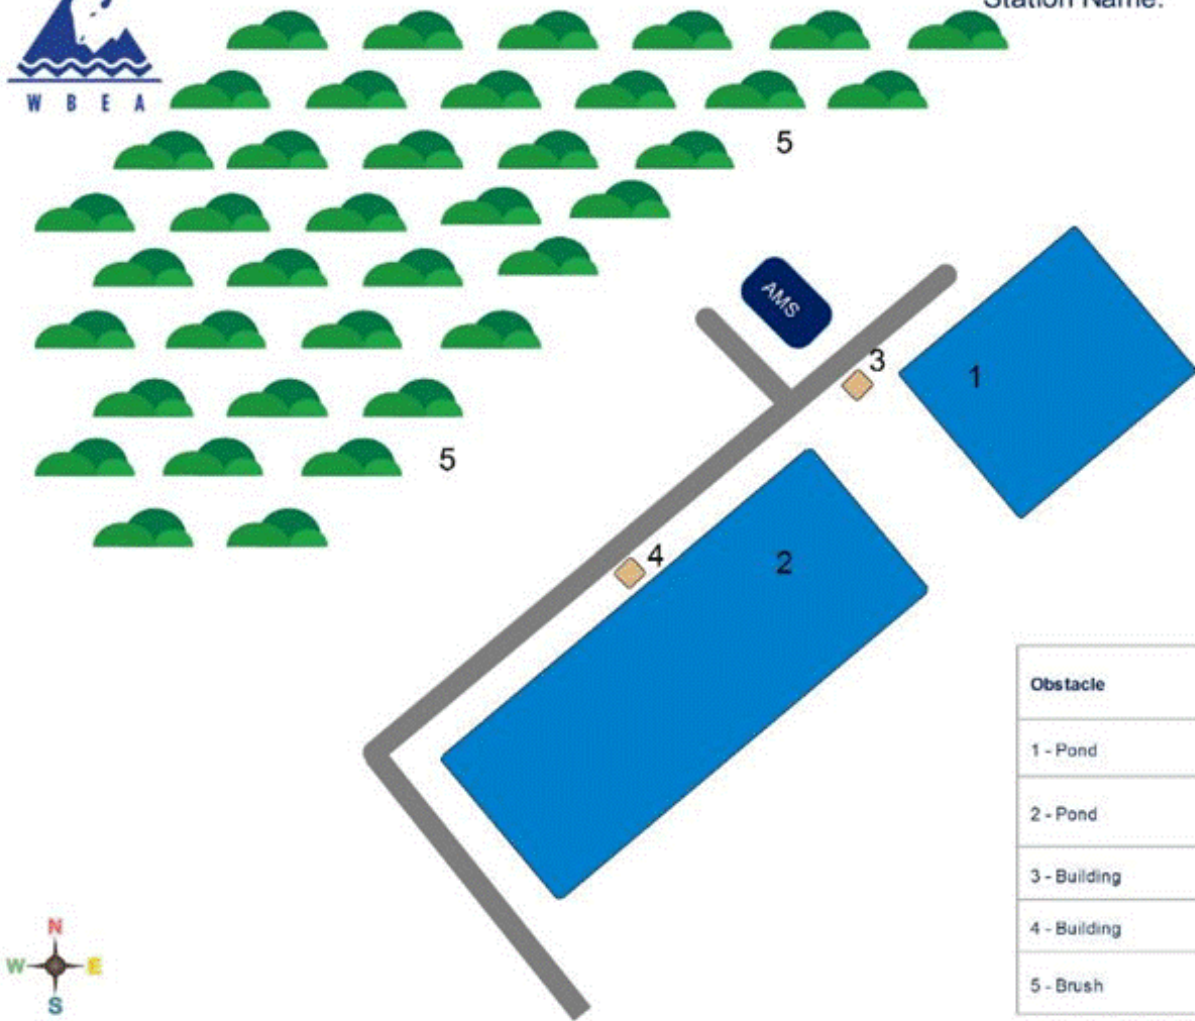 Station Name:
W B E A
5
AMS
3
1
5
4
2
Obstacle
1 - Pond
2 - Pond
3 - Building
4 - Building
5 - Brush
N
W E
S